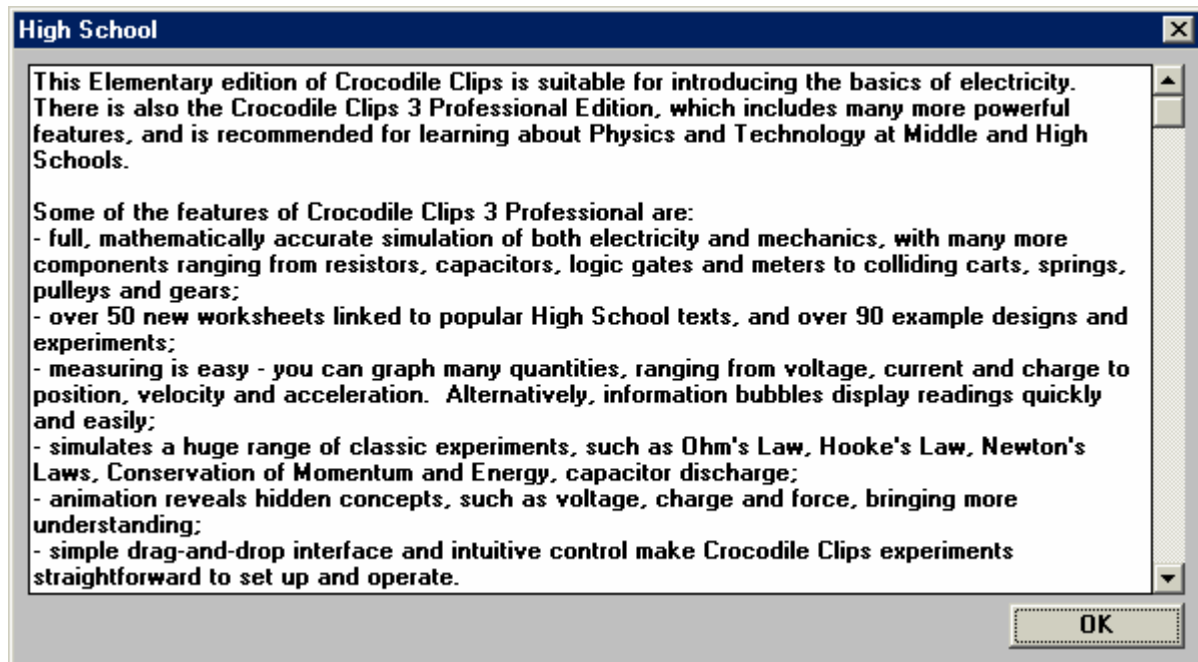 High School
This Elementary edition of Crocodile Clips is suitable for introducing the basics of electricity.
There is also the Crocodile Clips 3 Professional Edition, which includes many more powerful
features, and is recommended for learning about Physics and Technology at Middle and High
Schools.
Some of the features of Crocodile Clips 3 Professional are:
- full, mathematically accurate simulation of both electricity and mechanics, with many more
components ranging from resistors, capacitors, logic gates and meters to colliding carts, springs,
pulleys and gears;
- over 50 new worksheets linked to popular High School texts, and over 90 example designs and
experiments;
- measuring is easy - you can graph many quantities, ranging from voltage, current and charge to
position, velocity and acceleration.  Alternatively, information bubbles display readings quickly
and easily;
- simulates a huge range of classic experiments, such as Ohm's Law, Hooke's Law, Newton's
Laws, Conservation of Momentum and Energy, capacitor discharge;
- animation reveals hidden concepts, such as voltage, charge and force, bringing more
understanding;
- simple drag-and-drop interface and intuitive control make Crocodile Clips experiments
straightforward to set up and operate.
OK